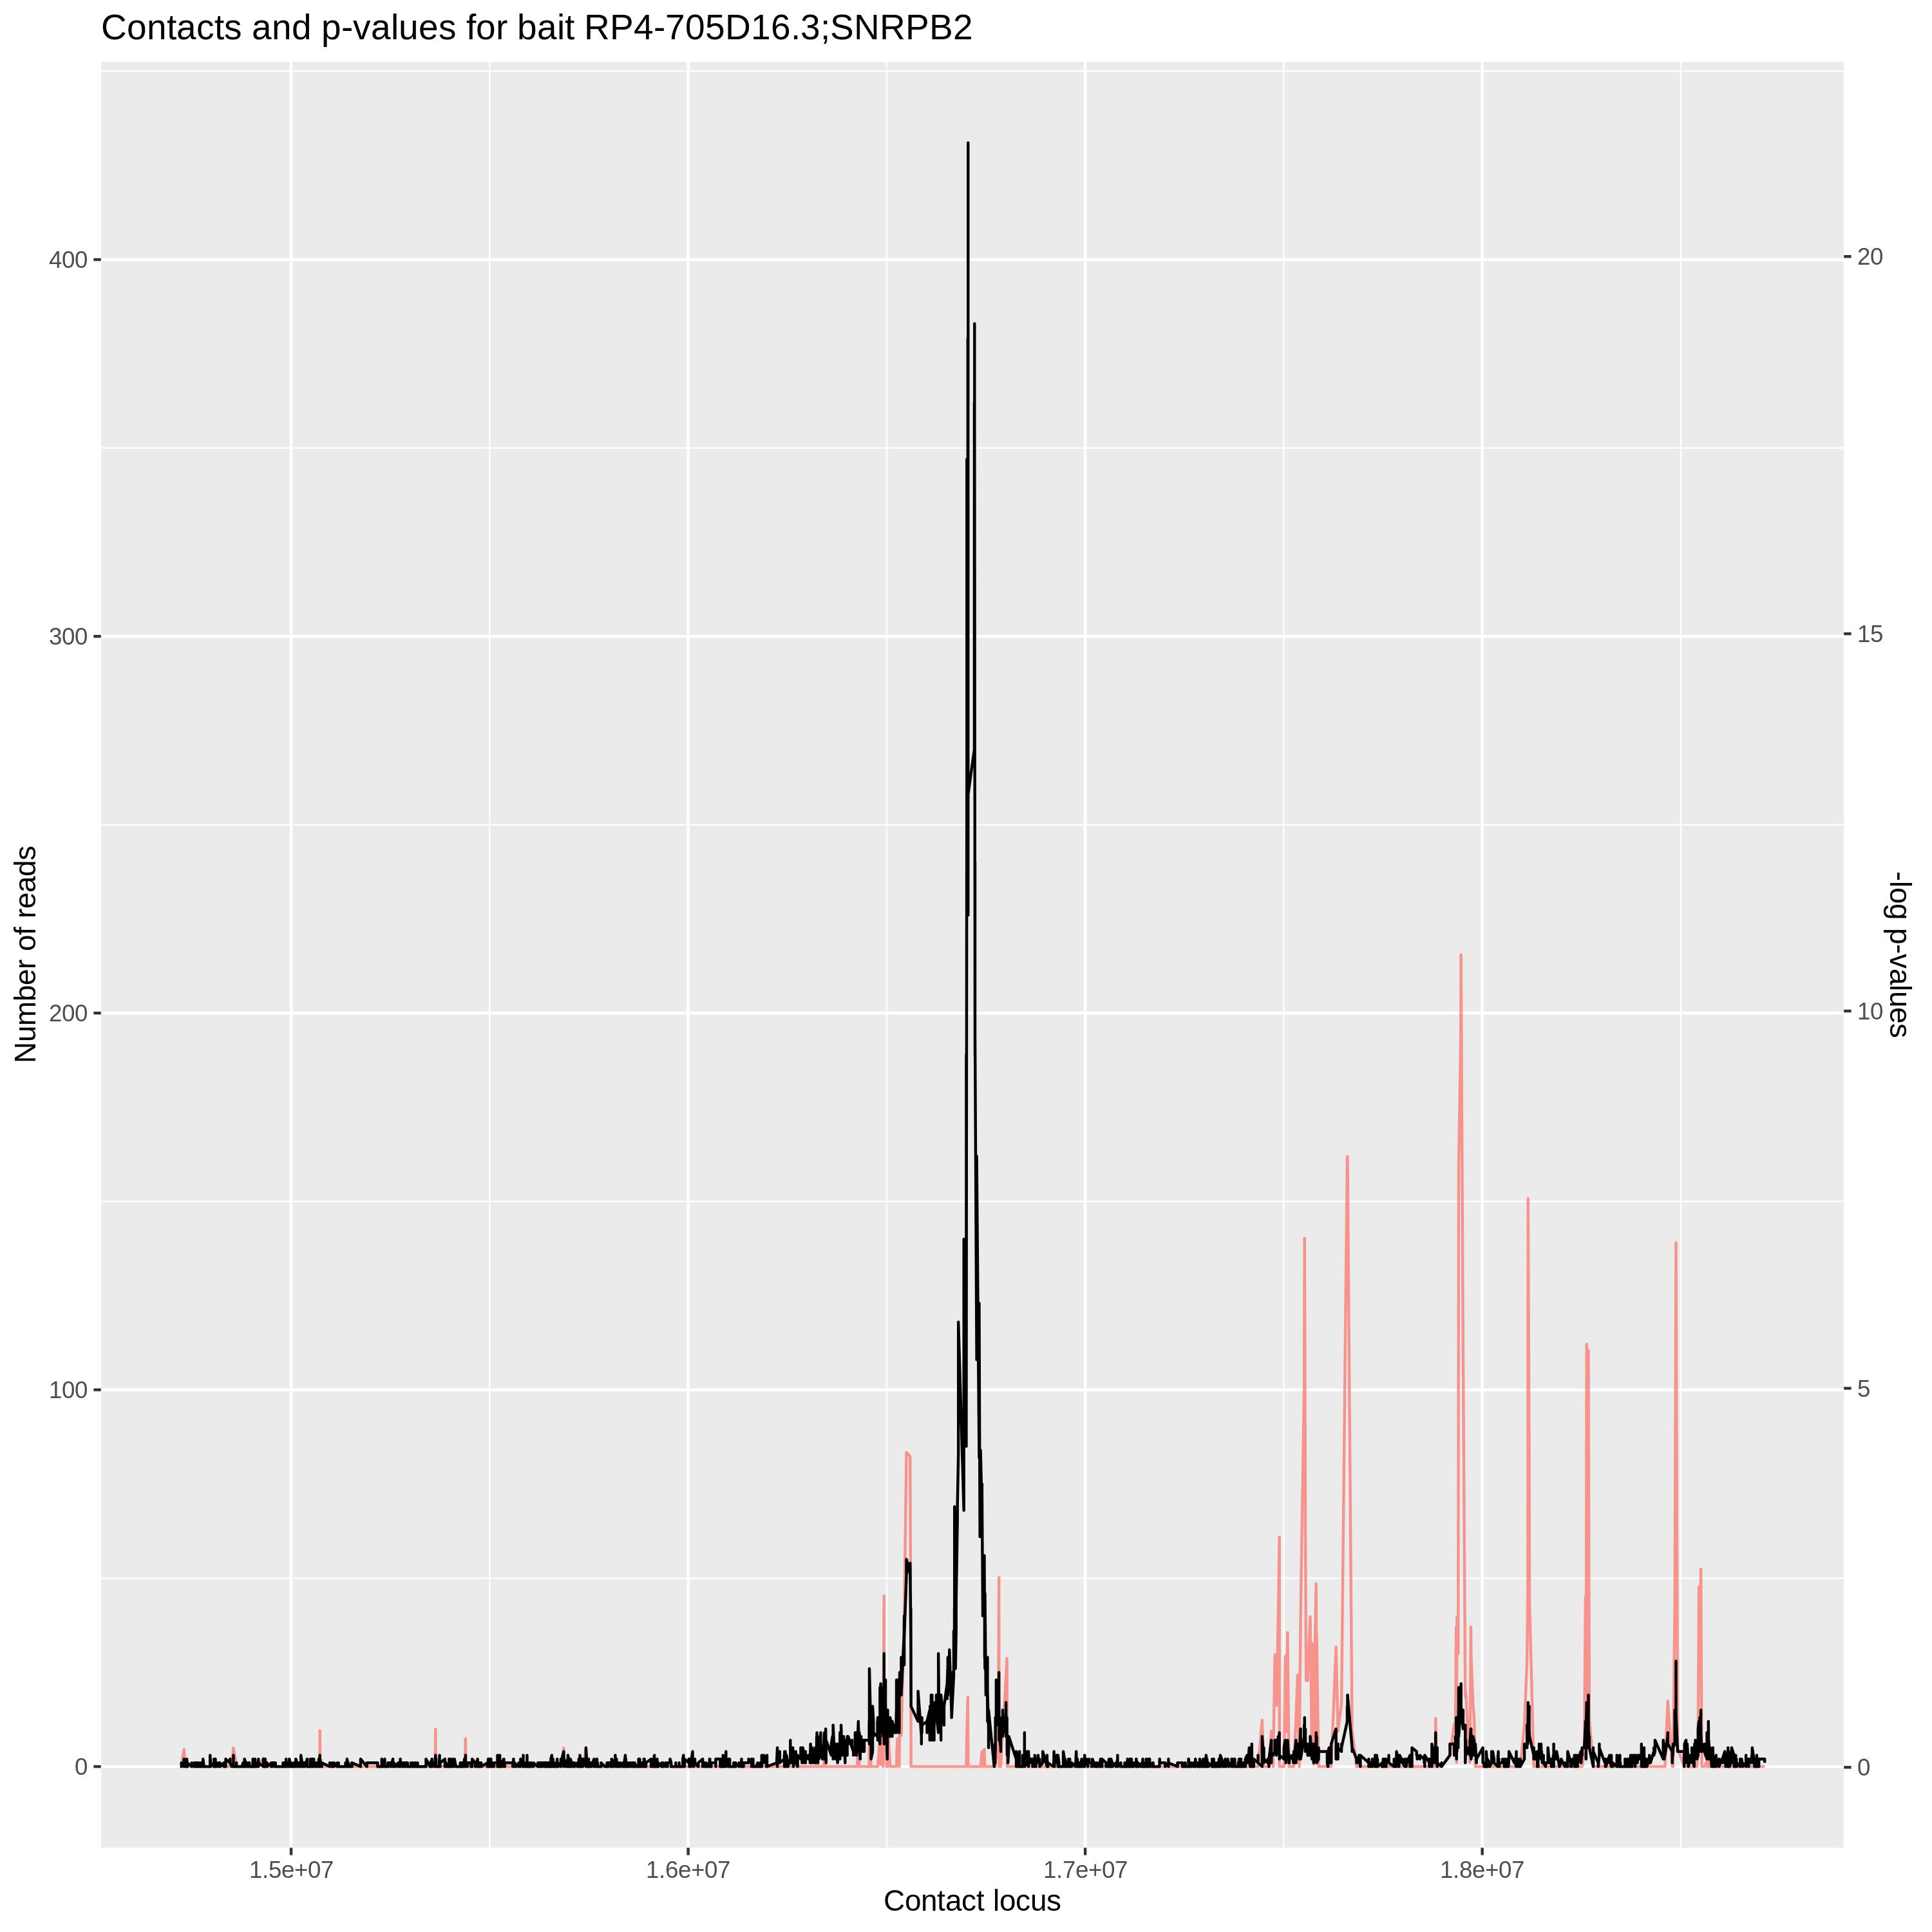 Contacts and p-values for bait RP4-705D16.3;SNRPB2
400
300
200
100
0
Number of reads
20
15
10
5
0
-log p-values
1.5e+07
1.6e+07
1.7e+07
1.8e+07
Contact locus